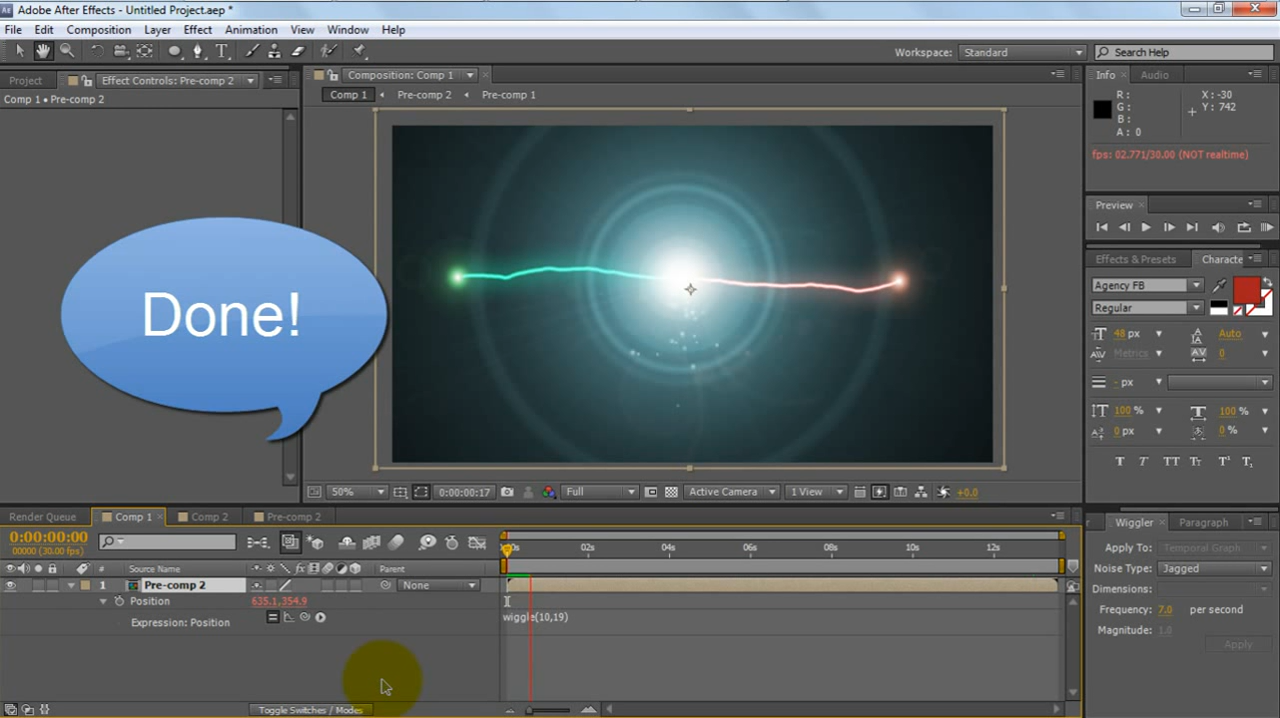 Adobe After Effects - Untitled Project.aep *
File Edit Composition Layer Effect Animation View Window Help
Workspace: Standard Search Help
Project Effect Controls: Pre-comp 2
Comp 1 • Pre-comp 2
Composition: Comp 1
Comp 1 Pre-comp 2 Pre-comp 1
Info Audio
R : X : -30
G : Y : 742
B :
A : 0
fps: 02.771/30.00 (NOT realtime)
Preview
Effects & Presets Characte
Agency FB
Regular
48 px Auto
Metrics 0
- px
100 % 100 %
0 px 0 %
T T TT Tт T¹ T₁
Done!
50% 0:00:00:17 Full Active Camera 1 View +0.0
Render Queue Comp 1 Comp 2 Pre-comp 2
0:00:00:00
00000 (30.00 fps)
02s 04s 06s 08s 10s 12s
# Source Name Parent
1 Pre-comp 2 None
Position 635.1,354.9
Expression: Position wiggle(10,19)
Toggle Switches / Modes
Wiggler Paragraph
Apply To: Temporal Graph
Noise Type: Jagged
Dimensions:
Frequency: 7.0 per second
Magnitude: 1.0
Apply